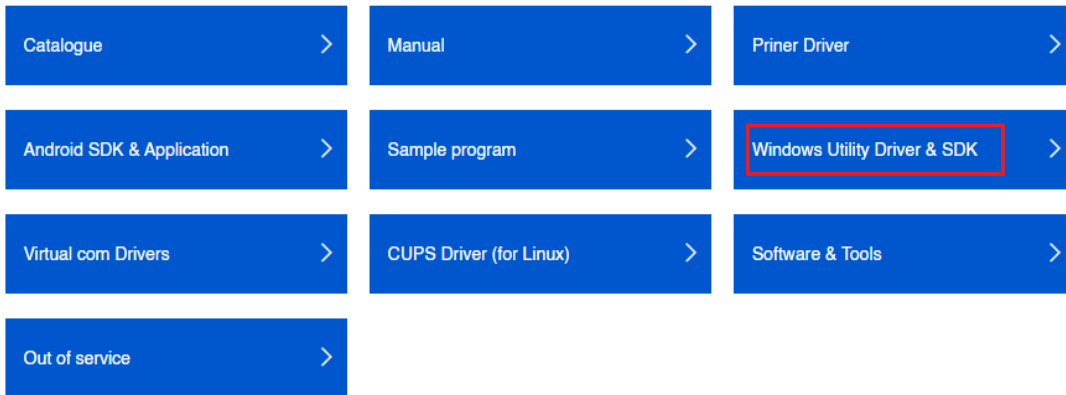 Catalogue
Manual
Priner Driver
Android SDK & Application
Sample program
Windows Utility Driver & SDK
Virtual com Drivers
CUPS Driver (for Linux)
Software & Tools
Out of service